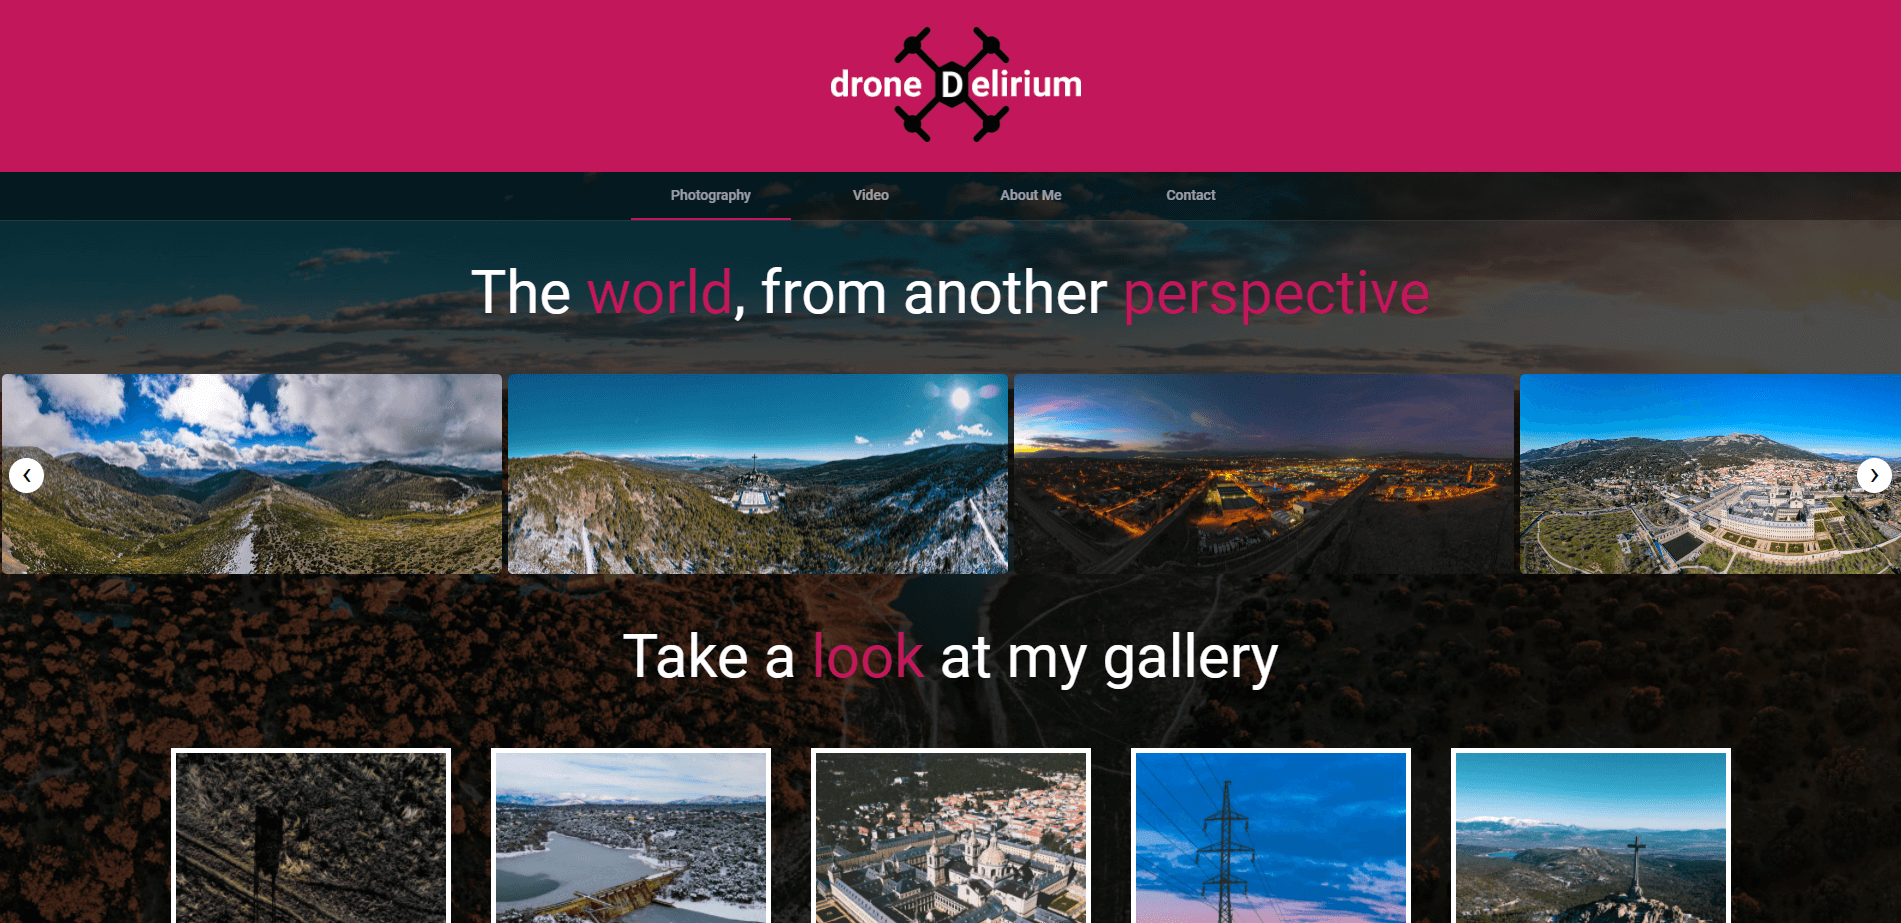 drone Delirium
Photography Video About Me Contact
The world, from another perspective
Take a look at my gallery